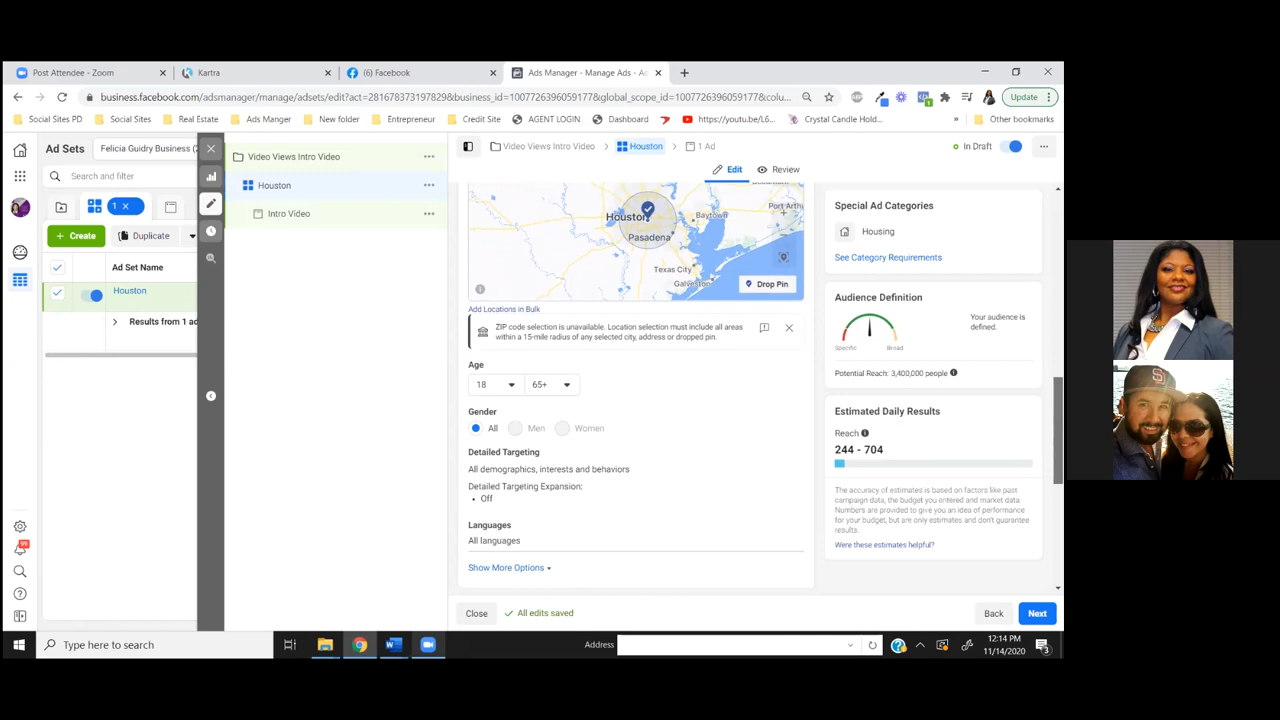 Post Attendee - Zoom
Kartra
(6) Facebook
Ads Manager - Manage Ads - Ad
business.facebook.com/adsmanager/manage/adsets/edit?act=281678373197829&business_id=1007726396059177&global_scope_id=1007726396059177&colu...
Update
Social Sites PD
Social Sites
Real Estate
Ads Manger
New folder
Entrepreneur
Credit Site
AGENT LOGIN
Dashboard
https://youtu.be/L6...
Crystal Candle Hold...
»
Other bookmarks
Ad Sets
Felicia Guidry Business (2
Search and filter
1
+ Create
Duplicate
Ad Set Name
Houston
Results from 1 ad
Video Views Intro Video
Houston
Intro Video
Video Views Intro Video
Houston
1 Ad
In Draft
Edit
Review
Houston
Baytown
Port Arth
Pasadena
Texas City
Galveston
Drop Pin
Add Locations in Bulk
ZIP code selection is unavailable. Location selection must include all areas
within a 15-mile radius of any selected city, address or dropped pin.
Age
18
65+
Gender
All
Men
Women
Detailed Targeting
All demographics, interests and behaviors
Detailed Targeting Expansion:
• Off
Languages
All languages
Show More Options
Special Ad Categories
Housing
See Category Requirements
Audience Definition
Your audience is
defined.
Specific
Broad
Potential Reach: 3,400,000 people
Estimated Daily Results
Reach
244 - 704
The accuracy of estimates is based on factors like past
campaign data, the budget you entered and market data.
Numbers are provided to give you an idea of performance
for your budget, but are only estimates and don't guarantee
results.
Were these estimates helpful?
Close
All edits saved
Back
Next
Type here to search
Address
12:14 PM
11/14/2020
3